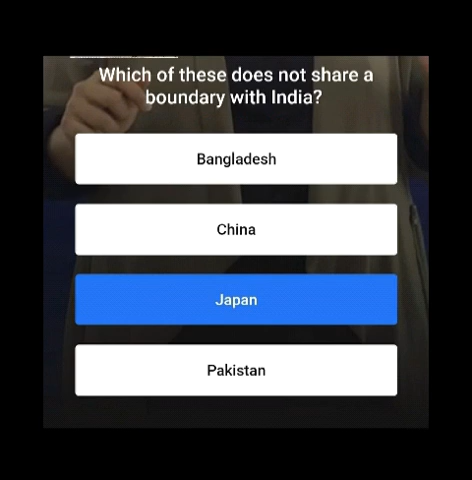 Which of these does not share a
boundary with India?
Bangladesh
China
Japan
Pakistan